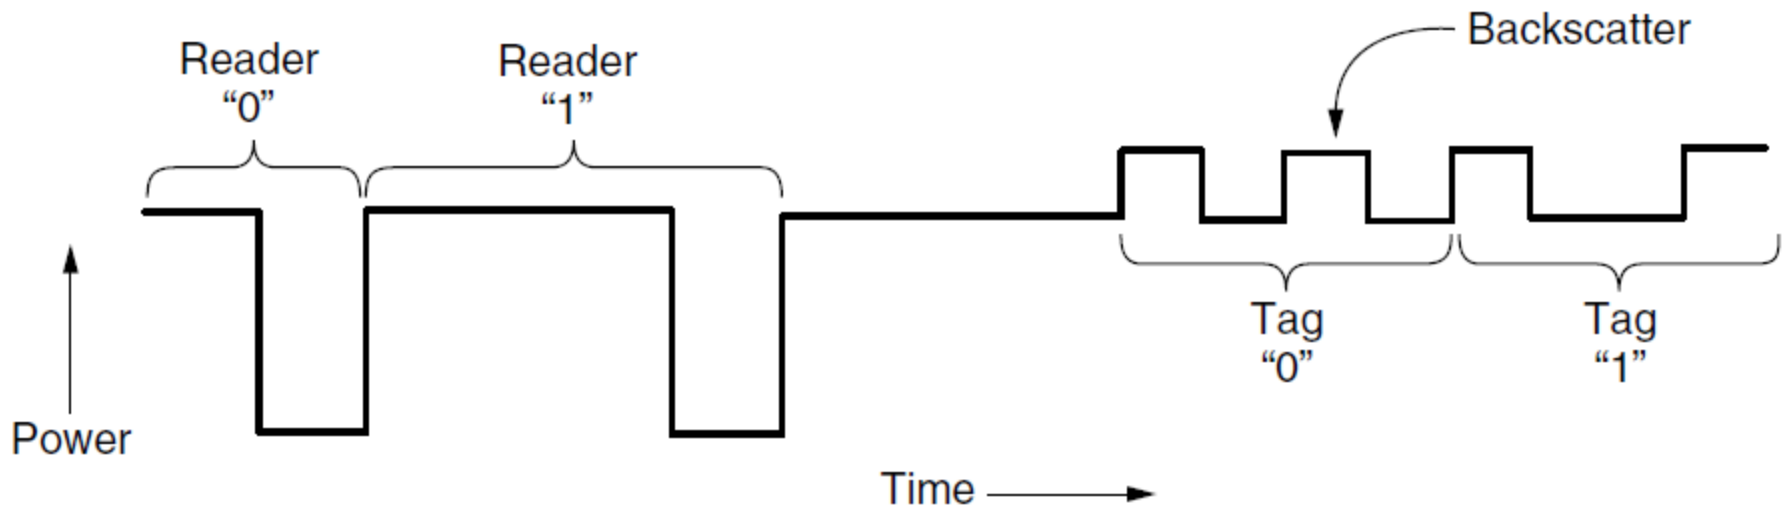 Backscatter
Reader
“0”
Reader
“1”
Tag
“0”
Tag
“1”
Power
Time